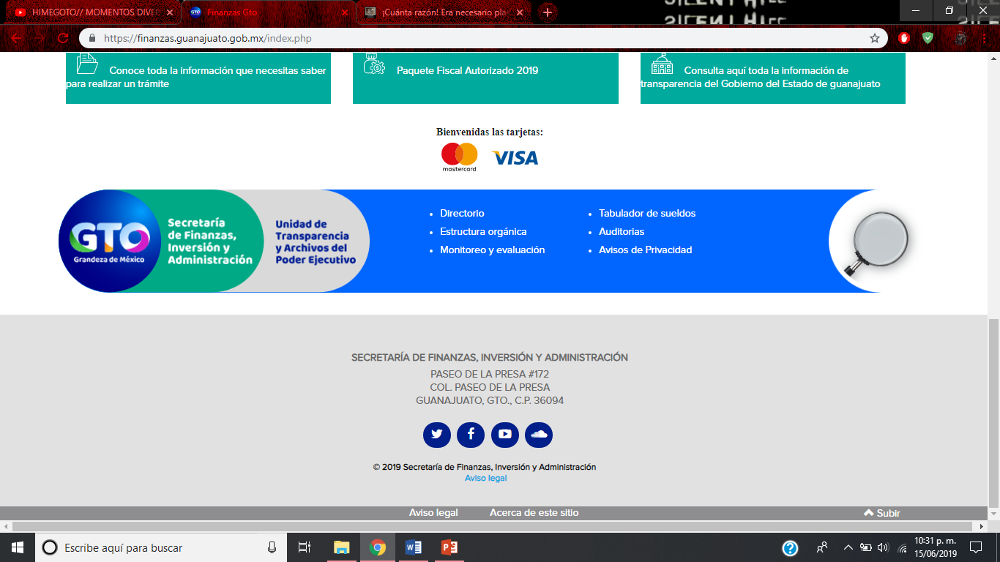 HIMEGOTO// MOMENTOS DIVER
Finanzas Gto
¡Cuánta razón! Era necesario pla
SILENT HILL
https://finanzas.guanajuato.gob.mx/index.php
Conoce toda la información que necesitas saber
para realizar un trámite
Paquete Fiscal Autorizado 2019
Consulta aquí toda la información de
transparencia del Gobierno del Estado de guanajuato
Bienvenidas las tarjetas:
mastercard.
VISA
GTO
Grandeza de México
Secretaría
de Finanzas,
Inversión y
Administración
Unidad de
Transparencia
y Archivos del
Poder Ejecutivo
Directorio
Estructura orgánica
Monitoreo y evaluación
Tabulador de sueldos
Auditorias
Avisos de Privacidad
SECRETARÍA DE FINANZAS, INVERSIÓN Y ADMINISTRACIÓN
PASEO DE LA PRESA #172
COL. PASEO DE LA PRESA
GUANAJUATO, GTO., C.P. 36094
© 2019 Secretaría de Finanzas, Inversión y Administración
Aviso legal
Aviso legal
Acerca de este sitio
Subir
Escribe aquí para buscar
10:31 p. m.
15/06/2019